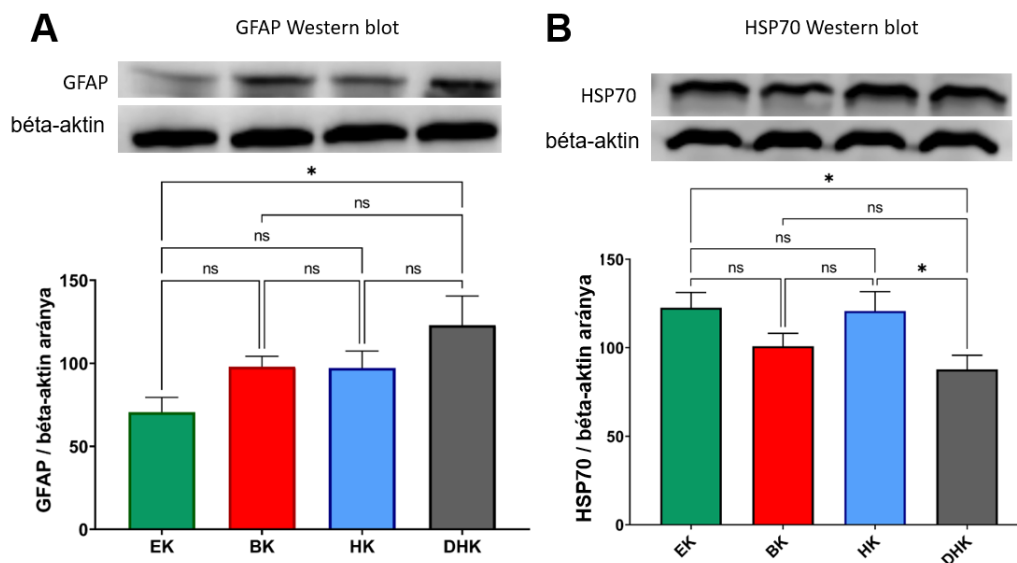 A
GFAP Western blot
GFAP
béta-aktin
*
ns
ns
ns
ns
ns
GFAP / béta-aktin aránya
150
100
50
0
EK
BK
HK
DHK
B
HSP70 Western blot
HSP70
béta-aktin
*
ns
ns
ns
ns
*
HSP70 / béta-aktin aránya
150
100
50
0
EK
BK
HK
DHK